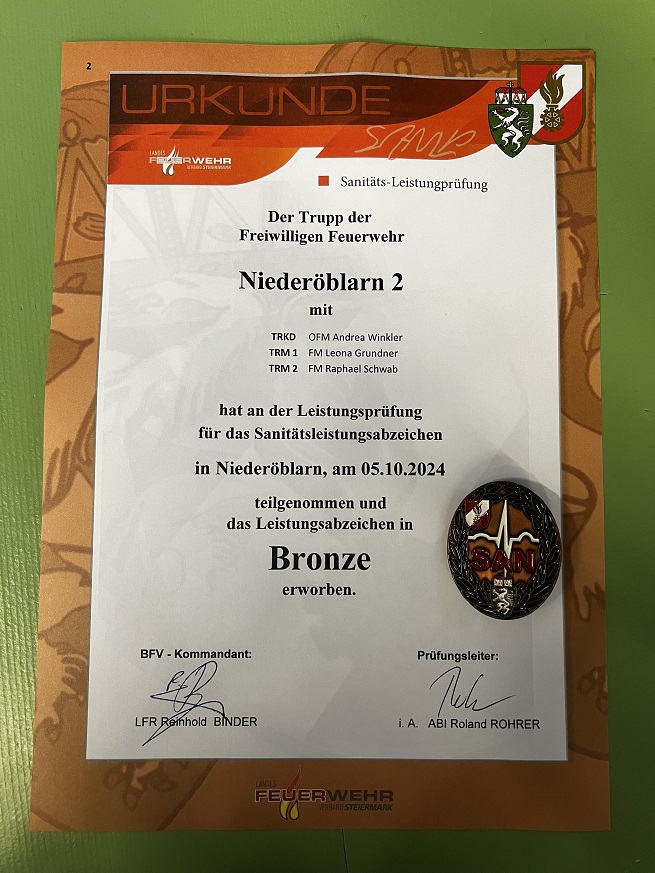 2
URKUNDE
LANDES
FEUERWEHR
VERBAND STEIERMARK
Sanitäts-Leistungprüfung
Der Trupp der
Freiwilligen Feuerwehr
Niederöblarn 2
mit
TRKD OFM Andrea Winkler
TRM 1 FM Leona Grundner
TRM 2 FM Raphael Schwab
hat an der Leistungsprüfung
für das Sanitätsleistungsabzeichen
in Niederöblarn, am 05.10.2024
teilgenommen und
das Leistungsabzeichen in
SAN
Bronze
erworben.
BFV - Kommandant: Prüfungsleiter:
LFR Reinhold BINDER i. A. ABI Roland ROHRER
LANDES
FEUERWEHR
VERBAND STEIERMARK